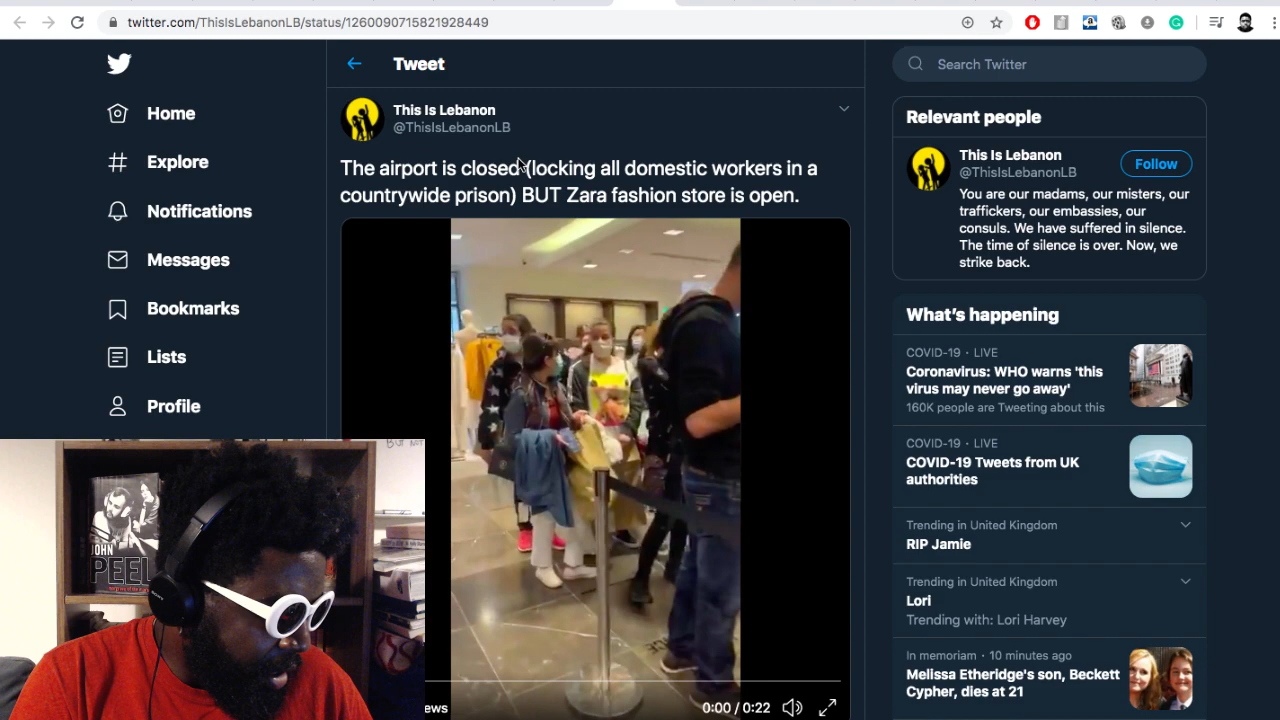 twitter.com/ThisIsLebanonLB/status/1260090715821928449
Home
Explore
Notifications
Messages
Bookmarks
Lists
Profile
Tweet
This Is Lebanon
@ThisIsLebanonLB
The airport is closed (locking all domestic workers in a
countrywide prison) BUT Zara fashion store is open.
ews
0:00 / 0:22
Search Twitter
Relevant people
This Is Lebanon
@ThisIsLebanonLB
Follow
You are our madams, our misters, our
traffickers, our embassies, our
consuls. We have suffered in silence.
The time of silence is over. Now, we
strike back.
What's happening
COVID-19 · LIVE
Coronavirus: WHO warns 'this
virus may never go away'
160K people are Tweeting about this
COVID-19 · LIVE
COVID-19 Tweets from UK
authorities
Trending in United Kingdom
RIP Jamie
Trending in United Kingdom
Lori
Trending with: Lori Harvey
In memoriam · 10 minutes ago
Melissa Etheridge's son, Beckett
Cypher, dies at 21
BUT NOT
JOHN
PEEL
SONY